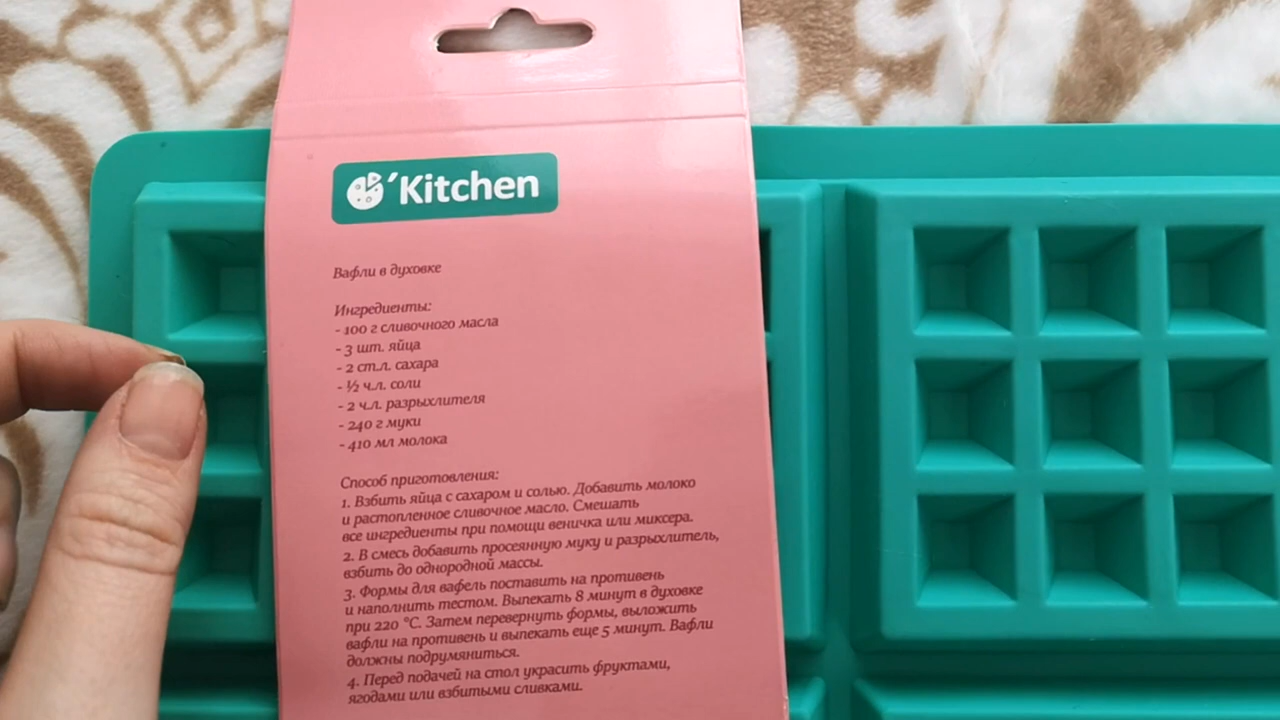 ´Kitchen
Вафли в духовке
Ингредиенты:
- 100 г сливочного масла
- 3 шт. яйца
- 2 ст.л. сахара
- ½ ч.л. соли
- 2 ч.л. разрыхлителя
- 240 г муки
- 410 мл молока
Способ приготовления:
1. Взбить яйца с сахаром и солью. Добавить молоко
и растопленное сливочное масло. Смешать
все ингредиенты при помощи веничка или миксера.
2. В смесь добавить просеянную муку и разрыхлитель,
взбить до однородной массы.
3. Формы для вафель поставить на противень
и наполнить тестом. Выпекать 8 минут в духовке
при 220 °С. Затем перевернуть формы, выложить
вафли на противень и выпекать еще 5 минут. Вафли
должны подрумяниться.
4. Перед подачей на стол украсить фруктами,
ягодами или взбитыми сливками.